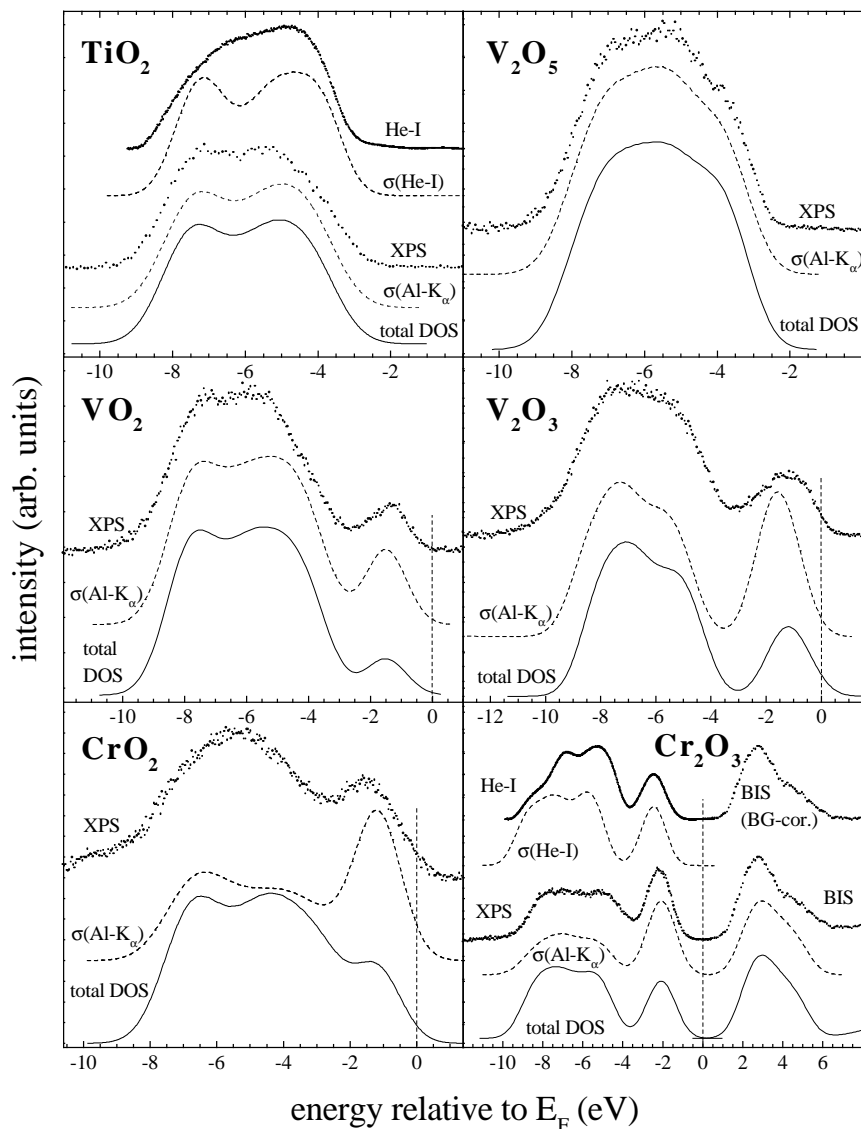 TiO2
He-I
σ(He-I)
XPS
σ(Al-Kα)
total DOS
-10 -8 -6 -4 -2
V2O5
XPS
σ(Al-Kα)
total DOS
-10 -8 -6 -4 -2
intensity (arb. units)
VO2
XPS
σ(Al-Kα)
total
DOS
-10 -8 -6 -4 -2 0
V2O3
XPS
σ(Al-Kα)
total DOS
-12 -10 -8 -6 -4 -2 0
CrO2
XPS
σ(Al-Kα)
total DOS
-10 -8 -6 -4 -2 0
Cr2O3
He-I
BIS
(BG-cor.)
σ(He-I)
XPS
BIS
σ(Al-Kα)
total DOS
-10 -8 -6 -4 -2 0 2 4 6
energy relative to EF (eV)